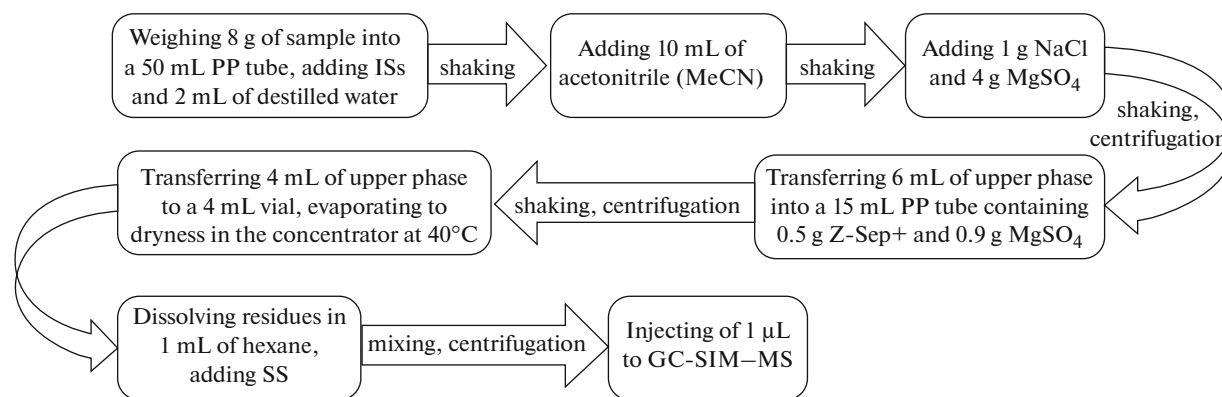 Weighing 8 g of sample into
a 50 mL PP tube, adding ISs
and 2 mL of destilled water
shaking
Adding 10 mL of
acetonitrile (MeCN)
shaking
Adding 1 g NaCl
and 4 g MgSO₄
shaking,
centrifugation
Transferring 6 mL of upper phase
into a 15 mL PP tube containing
0.5 g Z-Sep+ and 0.9 g MgSO₄
shaking, centrifugation
Transferring 4 mL of upper phase
to a 4 mL vial, evaporating to
dryness in the concentrator at 40°C
Dissolving residues in
1 mL of hexane,
adding SS
mixing, centrifugation
Injecting of 1 μL
to GC-SIM–MS